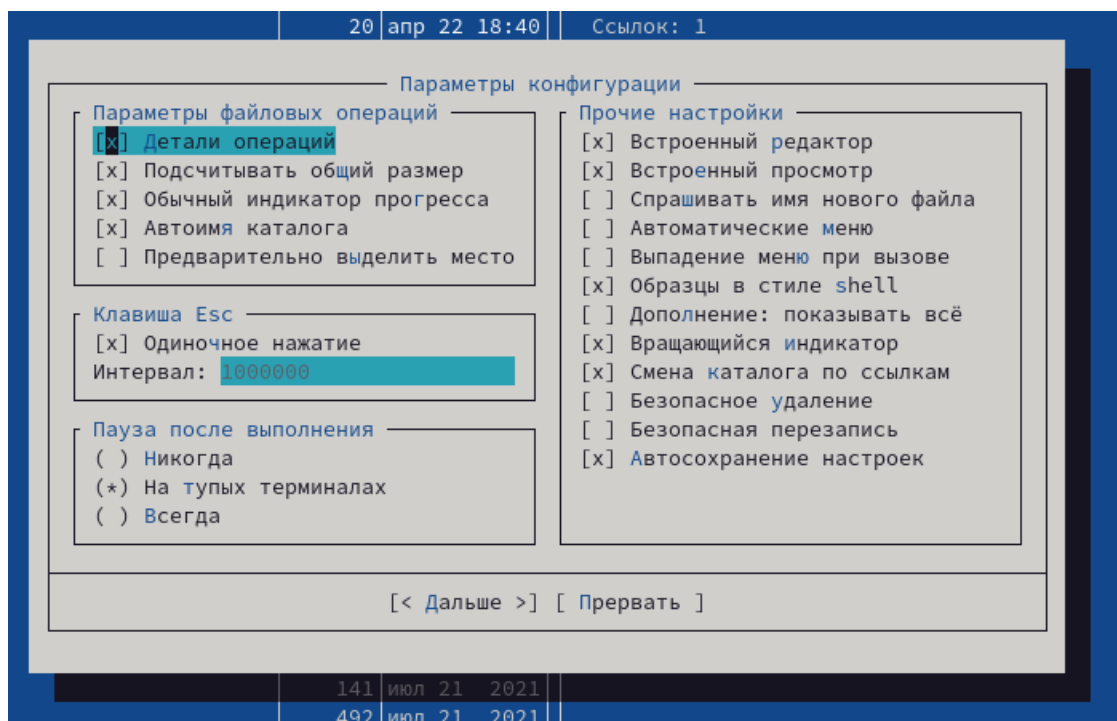 20 апр 22 18:40 Ссылок: 1
Параметры конфигурации
Параметры файловых операций
[x] Детали операций
[x] Подсчитывать общий размер
[x] Обычный индикатор прогресса
[x] Автоимя каталога
[ ] Предварительно выделить место
Клавиша Esc
[x] Одиночное нажатие
Интервал: 1000000
Пауза после выполнения
( ) Никогда
(*) На тупых терминалах
( ) Всегда
Прочие настройки
[x] Встроенный редактор
[x] Встроенный просмотр
[ ] Спрашивать имя нового файла
[ ] Автоматические меню
[ ] Выпадение меню при вызове
[x] Образцы в стиле shell
[ ] Дополнение: показывать всё
[x] Вращающийся индикатор
[x] Смена каталога по ссылкам
[ ] Безопасное удаление
[ ] Безопасная перезапись
[x] Автосохранение настроек
[< Дальше >] [ Прервать ]
141 июл 21 2021
492 июл 21 2021